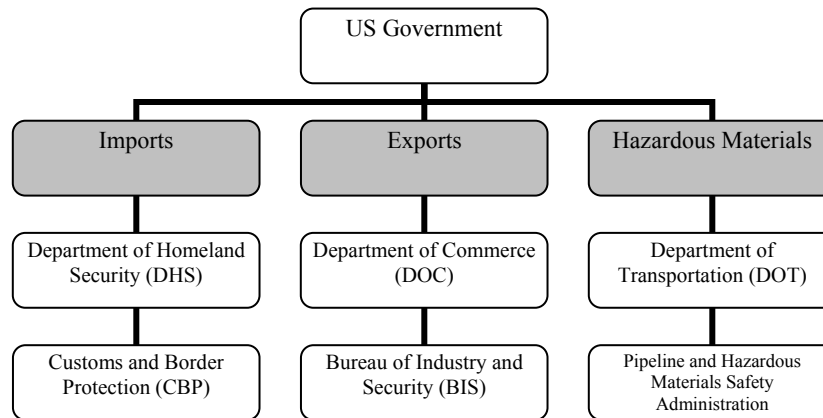 US Government
Imports
Exports
Hazardous Materials
Department of Homeland
Security (DHS)
Department of Commerce
(DOC)
Department of
Transportation (DOT)
Customs and Border
Protection (CBP)
Bureau of Industry and
Security (BIS)
Pipeline and Hazardous
Materials Safety
Administration